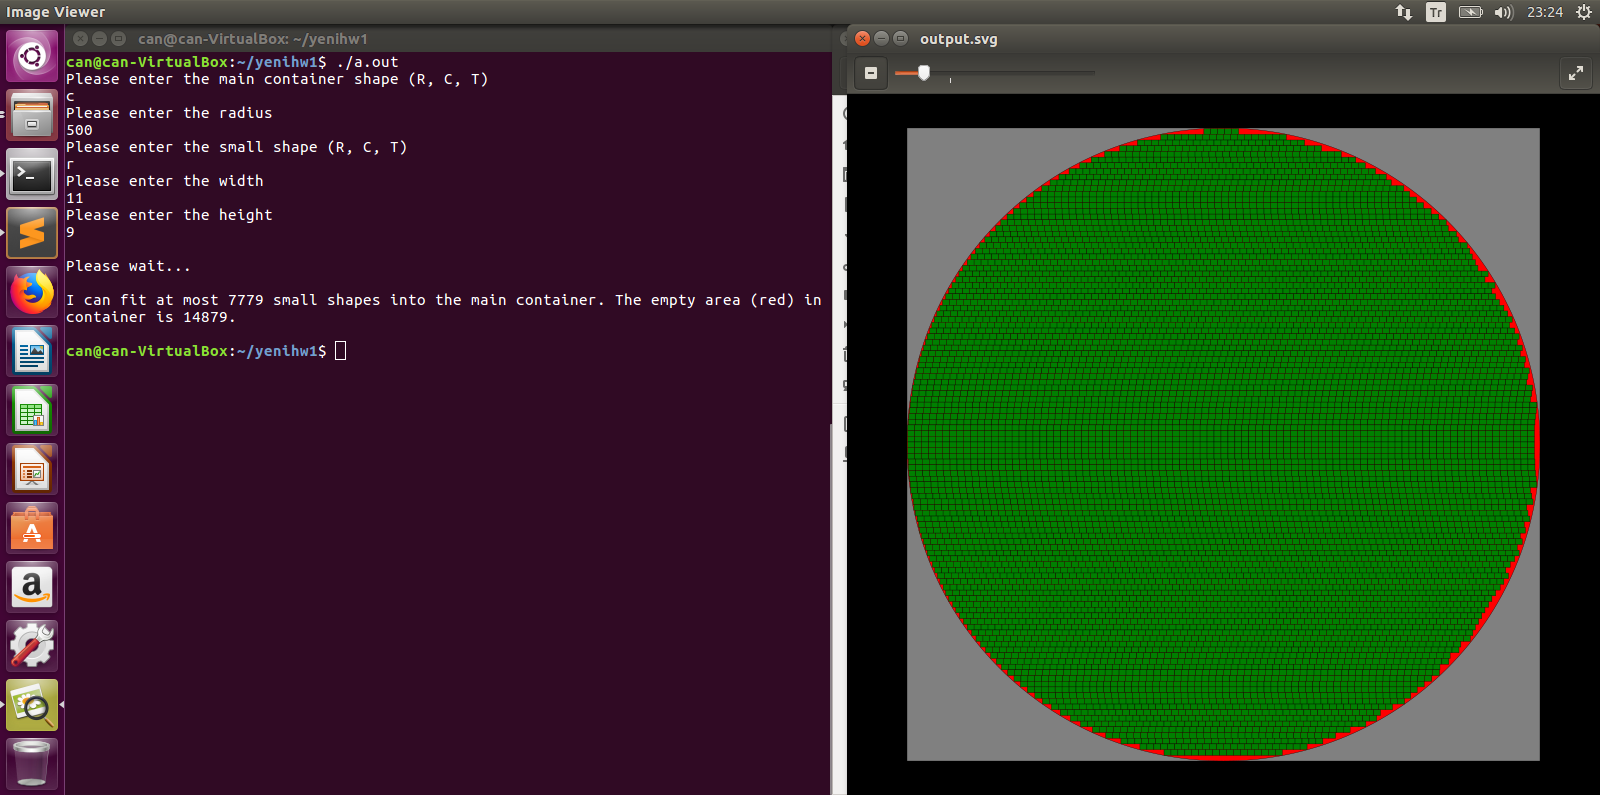 Image Viewer
Tr
23:24
can@can-VirtualBox: ~/yenihw1
output.svg
can@can-VirtualBox:~/yenihw1$ ./a.out
Please enter the main container shape (R, C, T)
c
Please enter the radius
500
Please enter the small shape (R, C, T)
r
Please enter the width
11
Please enter the height
9
Please wait...
I can fit at most 7779 small shapes into the main container. The empty area (red) in
container is 14879.
can@can-VirtualBox:~/yenihw1$